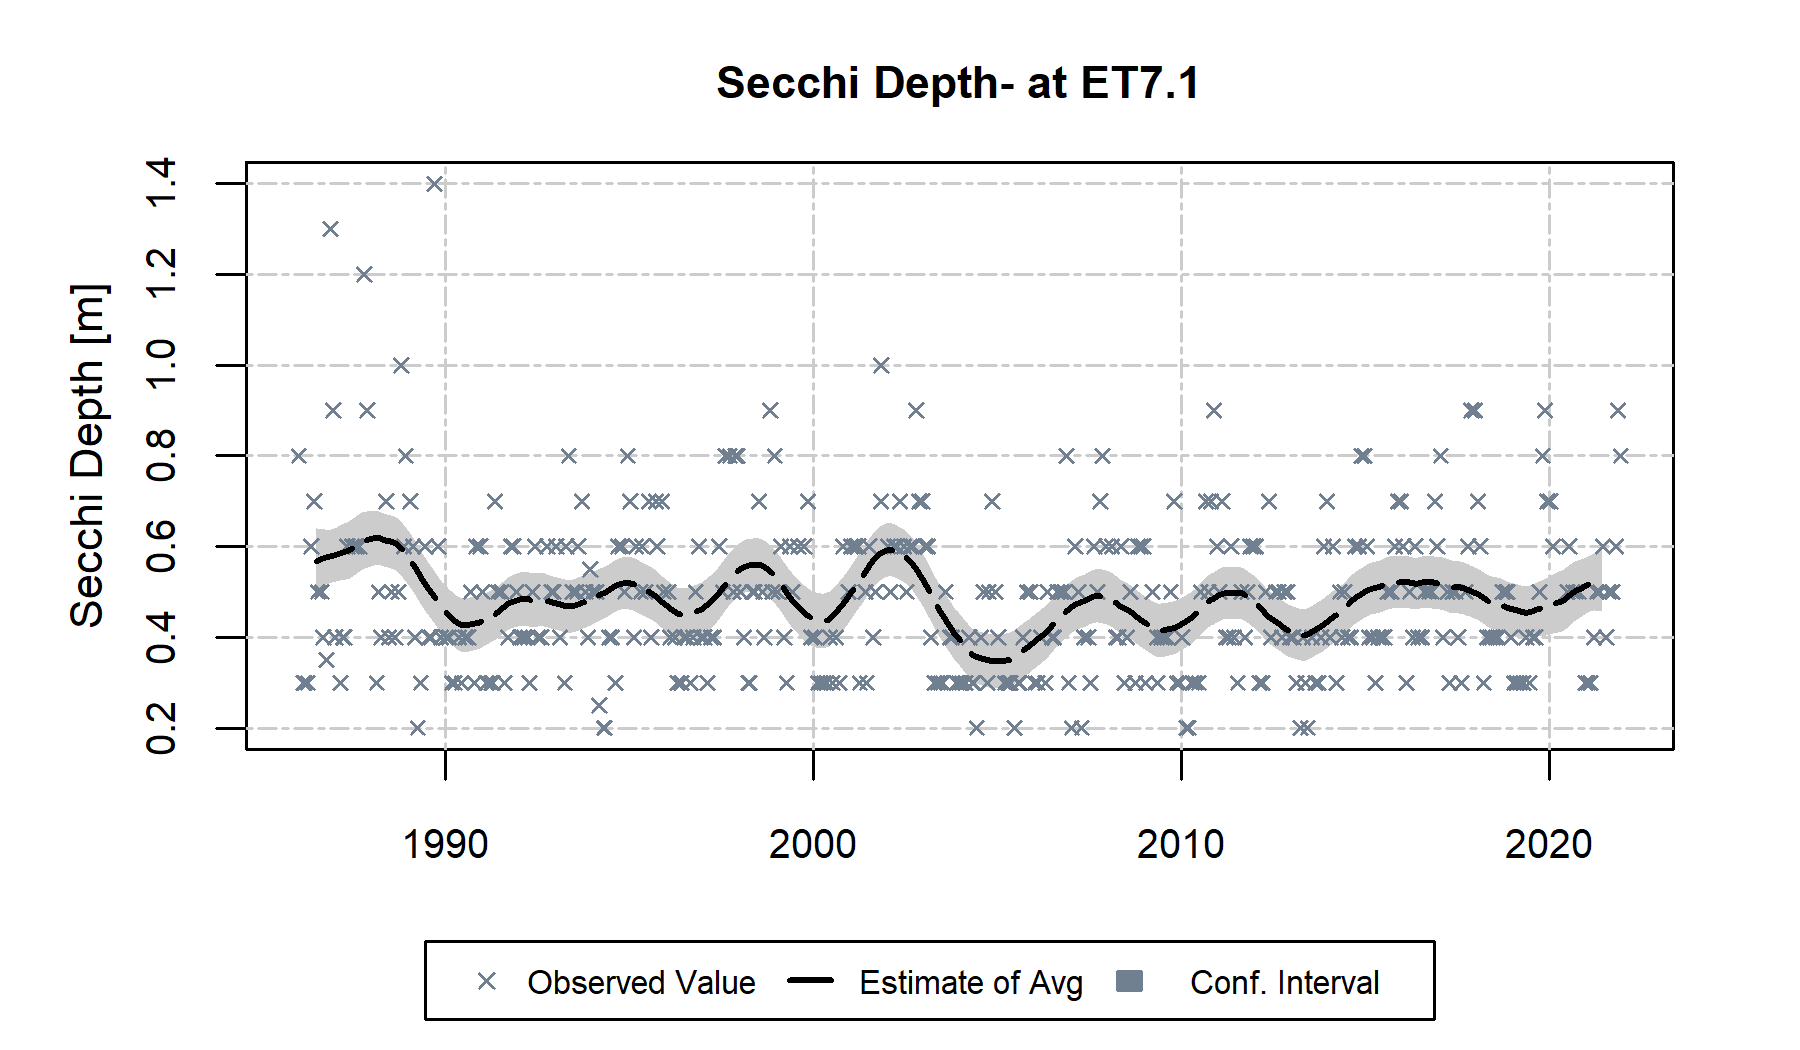 Secchi Depth- at ET7.1
Secchi Depth [m]
1.4
1.2
1.0
0.8
0.6
0.4
0.2
1990 2000 2010 2020
Observed Value Estimate of Avg Conf. Interval